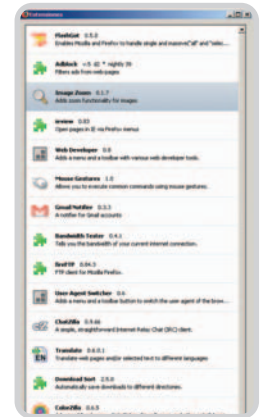 Extensions
FlashGot 0.5.8
Enables Mozilla and Firefox to handle single and massive("all" and "selec...
Adblock v.5 d2 * nightly 39
Filters ads from web pages
Image Zoom 0.1.7
Adds zoom functionality for images
ieview 0.83
Open pages in IE via Firefox menus
Web Developer 0.8
Adds a menu and a toolbar with various web developer tools.
Mouse Gestures 1.0
Allows you to execute common commands using mouse gestures.
Gmail Notifier 0.3.3
A notifier for Gmail accounts
Bandwidth Tester 0.4.1
Tells you the bandwidth of your current internet connection.
fireFTP 0.84.3
FTP client for Mozilla Firefox.
User Agent Switcher 0.6
Adds a menu and a toolbar button to switch the user agent of the brow...
ChatZilla 0.9.66
A simple, straightforward Internet Relay Chat (IRC) client.
EN
Translate 0.6.0.1
Translate web pages and/or selected text to different languages
Download Sort 2.5.0
Automatically save downloads to different directories.
ColorZilla 0.6.5